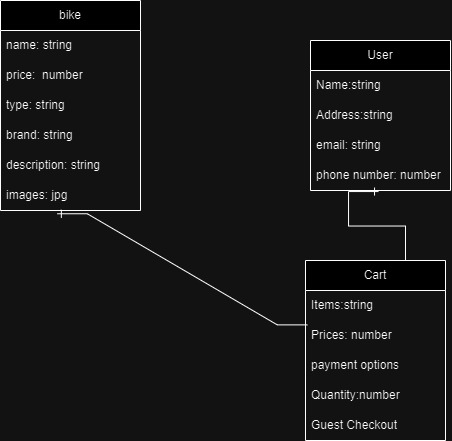 bike
name: string
price:  number
type: string
brand: string
description: string
images: jpg
User
Name:string
Address:string
email: string
phone number: number
Cart
Items:string
Prices: number
payment options
Quantity:number
Guest Checkout